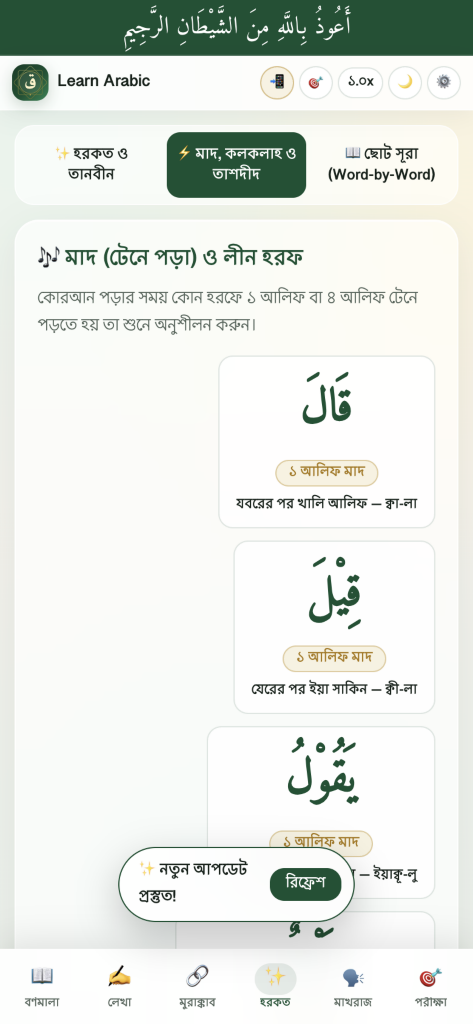 أَعُوذُ بِاللَّهِ مِنَ الشَّيْطَانِ الرَّجِيمِ
ق Learn Arabic ১.০x
✨ হরকত ও তানবীন
⚡ মাদ, কলকলাহ ও তাশদীদ
📖 ছোট সূরা (Word-by-Word)
🎶 মাদ (টেনে পড়া) ও লীন হরফ
কোরআন পড়ার সময় কোন হরফে ১ আলিফ বা ৪ আলিফ টেনে
পড়তে হয় তা শুনে অনুশীলন করুন।
قَالَ
১ আলিফ মাদ
যবরের পর খালি আলিফ — ক্বা-লা
قِيْلَ
১ আলিফ মাদ
যেরের পর ইয়া সাকিন — ক্বী-লা
يَقُوْلُ
১ আলিফ মাদ
— ইয়াক্বূ-লু
✨ নতুন আপডেট
প্রস্তুত!
রিফ্রেশ
বর্ণমালা লেখা মুরাক্কাব হরকত মাখরাজ পরীক্ষা